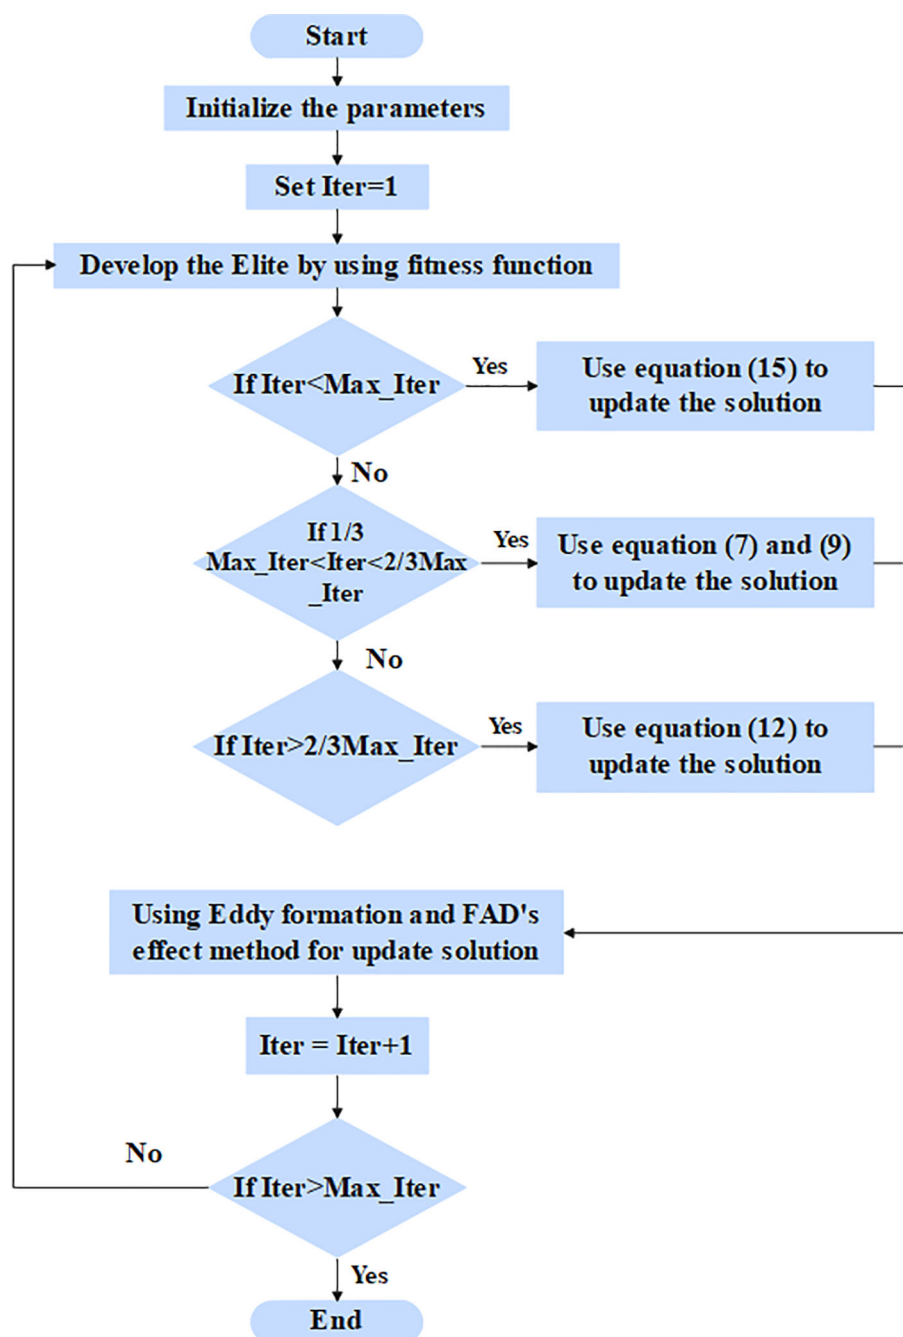 Start
Initialize the parameters
Set Iter=1
Develop the Elite by using fitness function
If Iter<Max_Iter
Yes
Use equation (15) to
update the solution
No
If 1/3
Max_Iter<Iter<2/3Max
_Iter
Yes
Use equation (7) and (9)
to update the solution
No
If Iter>2/3Max_Iter
Yes
Use equation (12) to
update the solution
Using Eddy formation and FAD's
effect method for update solution
Iter = Iter+1
If Iter>Max_Iter
No
Yes
End